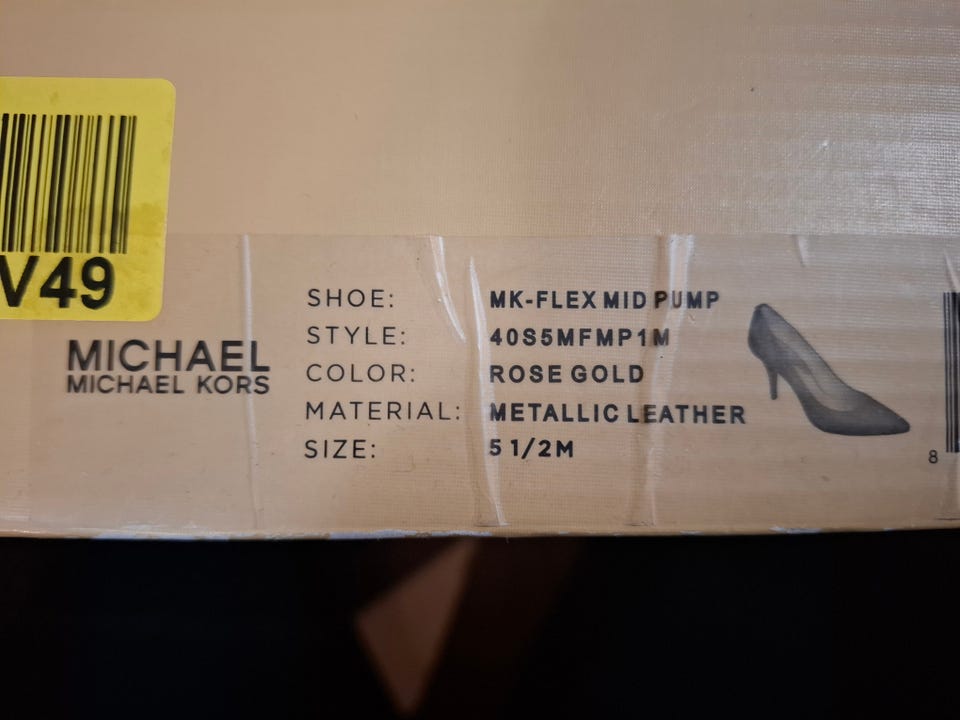 V49
MICHAEL
MICHAEL KORS
SHOE: MK-FLEX MID PUMP
STYLE: 40S5MFMP1M
COLOR: ROSE GOLD
MATERIAL: METALLIC LEATHER
SIZE: 5 1/2M
8